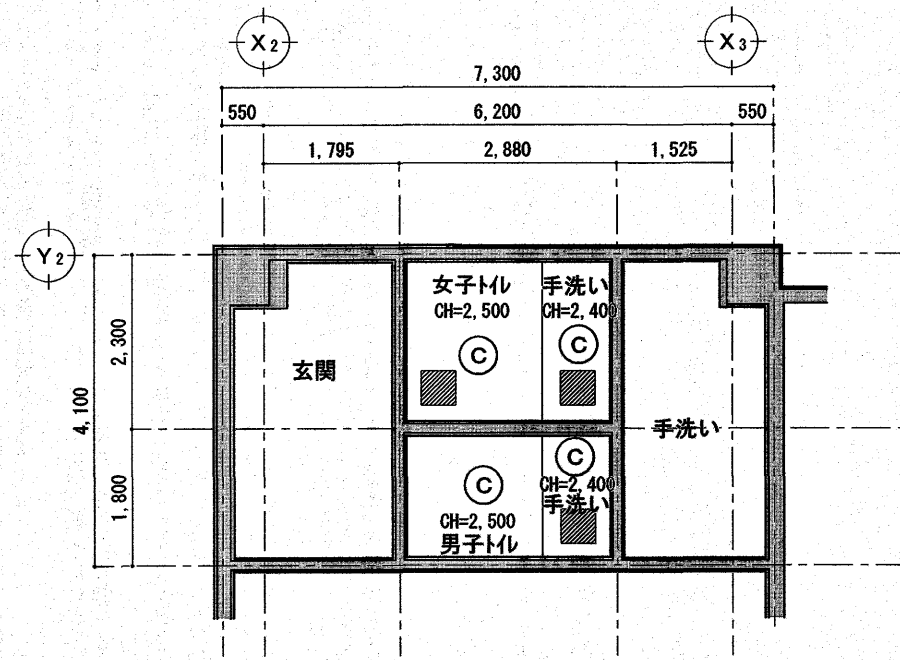 X2
X3
7,300
550
6,200
550
1,795
2,880
1,525
Y2
女子トイレ
CH=2,500
手洗い
CH=2,400
C
C
玄関
2,300
4,100
1,800
手洗い
C
CH=2,400
手洗い
C
CH=2,500
男子トイレ